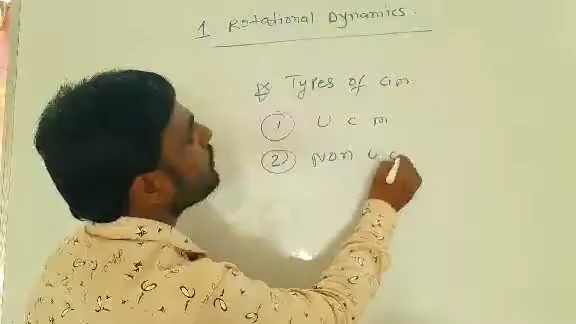 1 Rotational Dynamics.
☆ Types of C.M.
① U C M
② Non U C